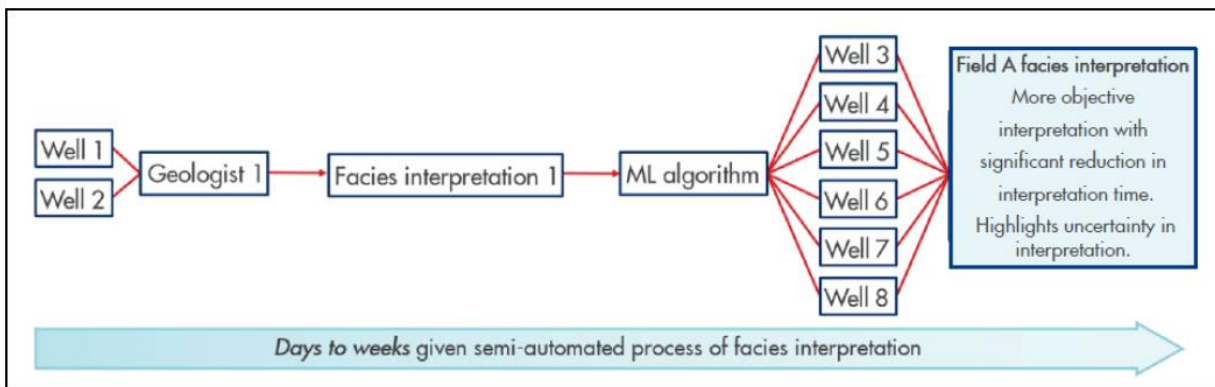 Well 1
Well 2
Geologist 1
Facies interpretation 1
ML algorithm
Well 3
Well 4
Well 5
Well 6
Well 7
Well 8
Field A facies interpretation
More objective
interpretation with
significant reduction in
interpretation time.
Highlights uncertainty in
interpretation.
Days to weeks given semi-automated process of facies interpretation